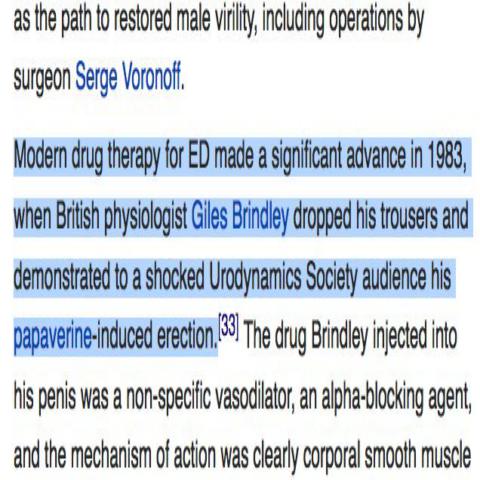 as the path to restored male virility, including operations by
surgeon Serge Voronoff.
Modern drug therapy for ED made a significant advance in 1983,
when British physiologist Giles Brindley dropped his trousers and
demonstrated to a shocked Urodynamics Society audience his
papaverine-induced erection.[33] The drug Brindley injected into
his penis was a non-specific vasodilator, an alpha-blocking agent,
and the mechanism of action was clearly corporal smooth muscle